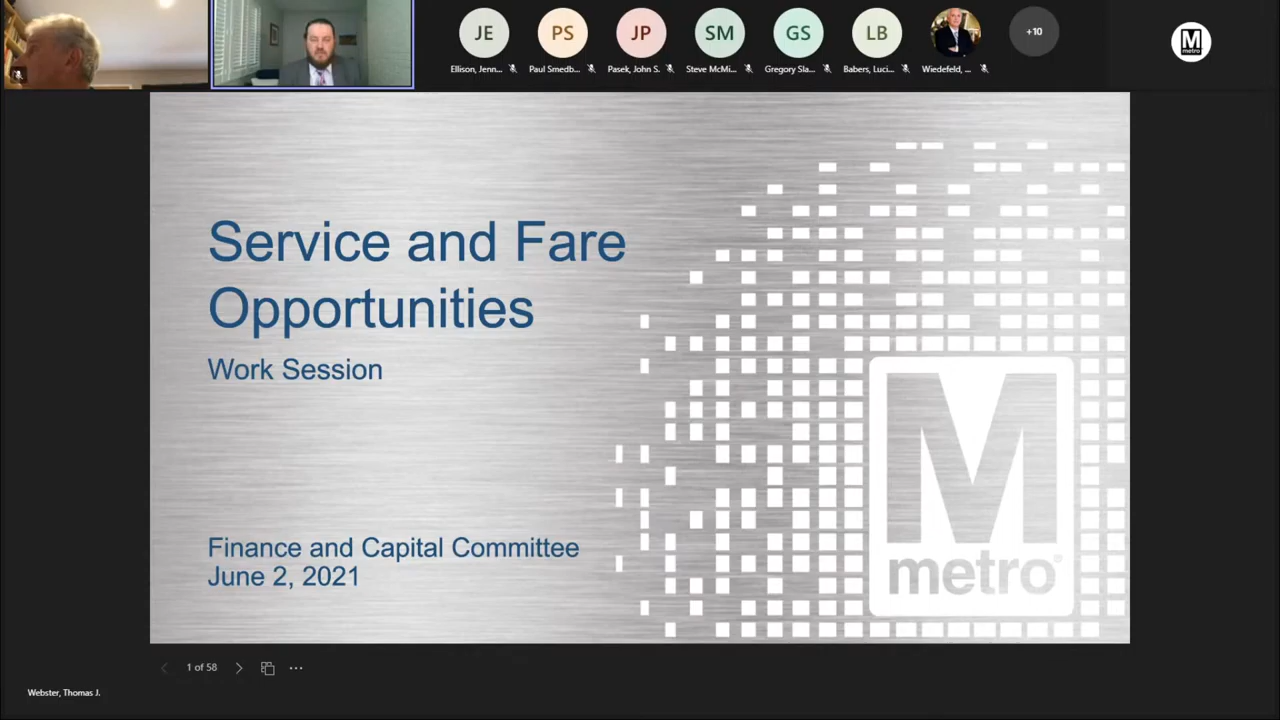 JE
PS
JP
SM
GS
LB
+10
Ellison, Jenn...
Paul Smedb...
Pasek, John S.
Steve McMi...
Gregory Sla...
Babers, Luci...
Wiedefeld, ...
M
metro
Service and Fare
Opportunities
Work Session
Finance and Capital Committee
June 2, 2021
M
metro®
1 of 58
Webster, Thomas J.